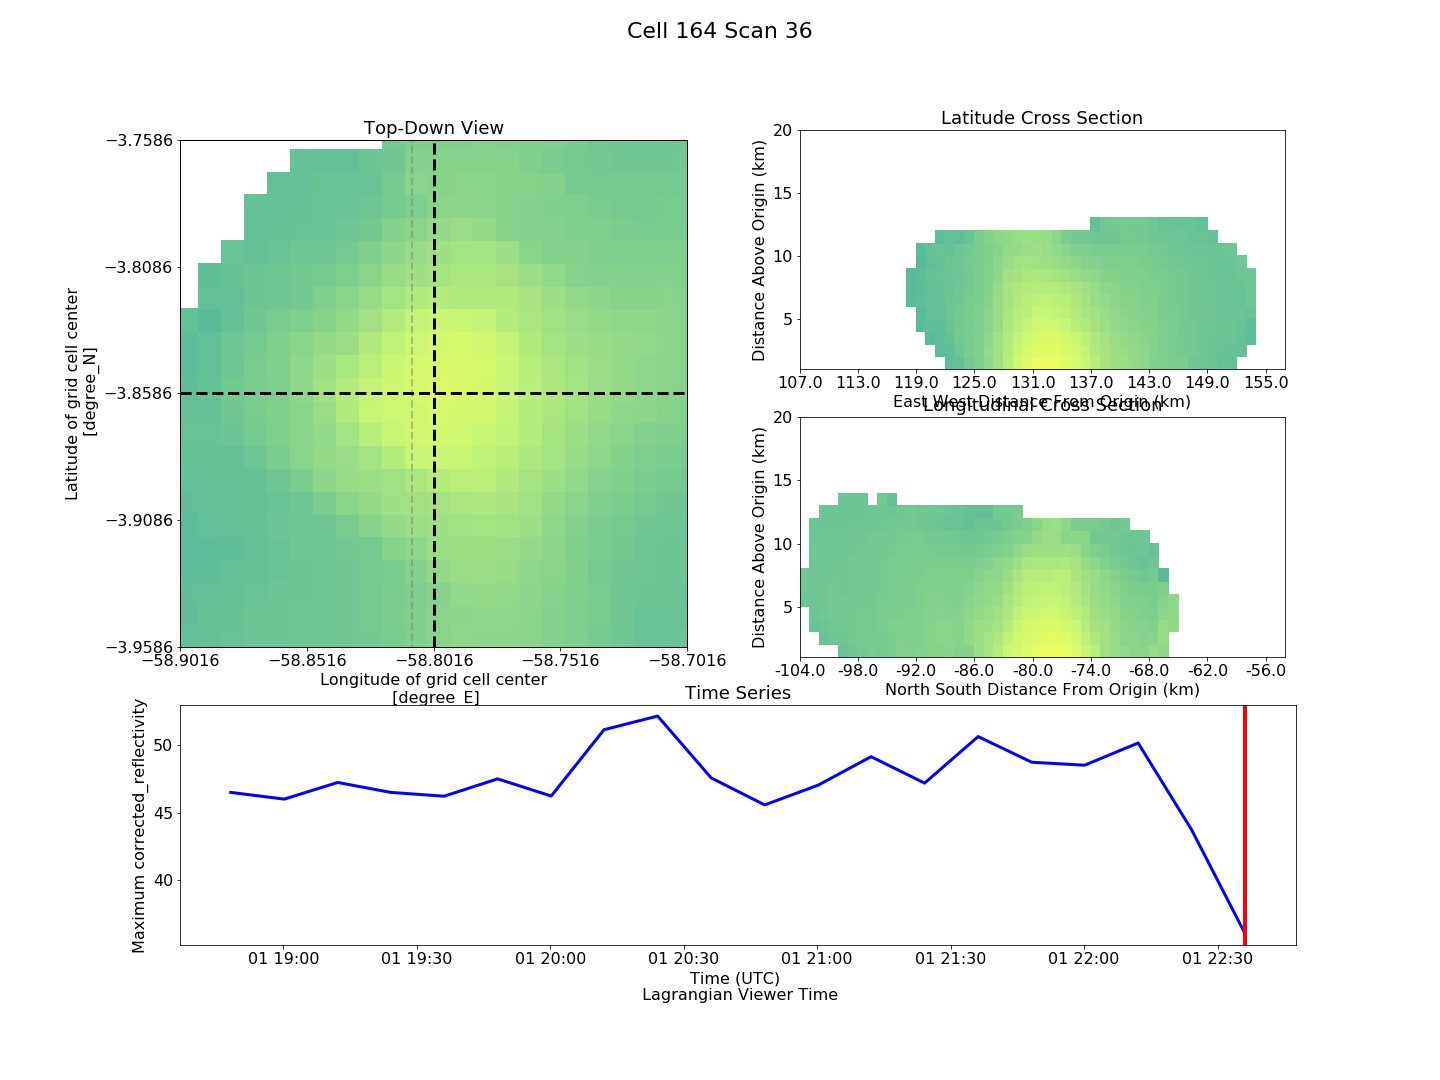 Cell 164 Scan 36
Top-Down View
−3.7586
−3.8086
−3.8586
−3.9086
−3.9586
Latitude of grid cell center
[degree_N]
−58.9016 −58.8516 −58.8016 −58.7516 −58.7016
Longitude of grid cell center
[degree_E]
Latitude Cross Section
20
15
10
5
Distance Above Origin (km)
107.0 113.0 119.0 125.0 131.0 137.0 143.0 149.0 155.0
East West Distance From Origin (km)
Longitudinal Cross Section
20
15
10
5
Distance Above Origin (km)
-104.0 -98.0 -92.0 -86.0 -80.0 -74.0 -68.0 -62.0 -56.0
North South Distance From Origin (km)
Time Series
50
45
40
Maximum corrected_reflectivity
01 19:00 01 19:30 01 20:00 01 20:30 01 21:00 01 21:30 01 22:00 01 22:30
Time (UTC)
Lagrangian Viewer Time